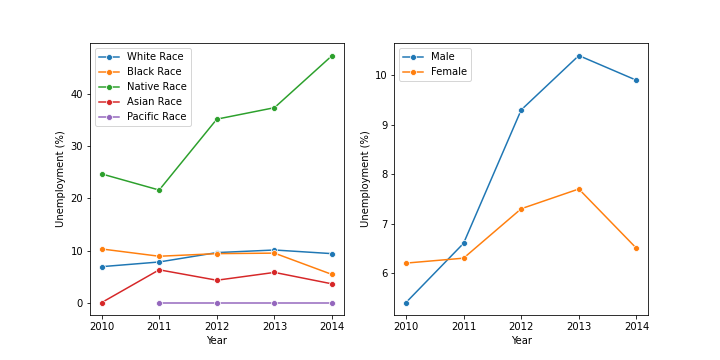 White Race
Black Race
Native Race
Asian Race
Pacific Race
Unemployment (%)
40
30
20
10
0
2010 2011 2012 2013 2014
Year
Male
Female
Unemployment (%)
10
9
8
7
6
2010 2011 2012 2013 2014
Year